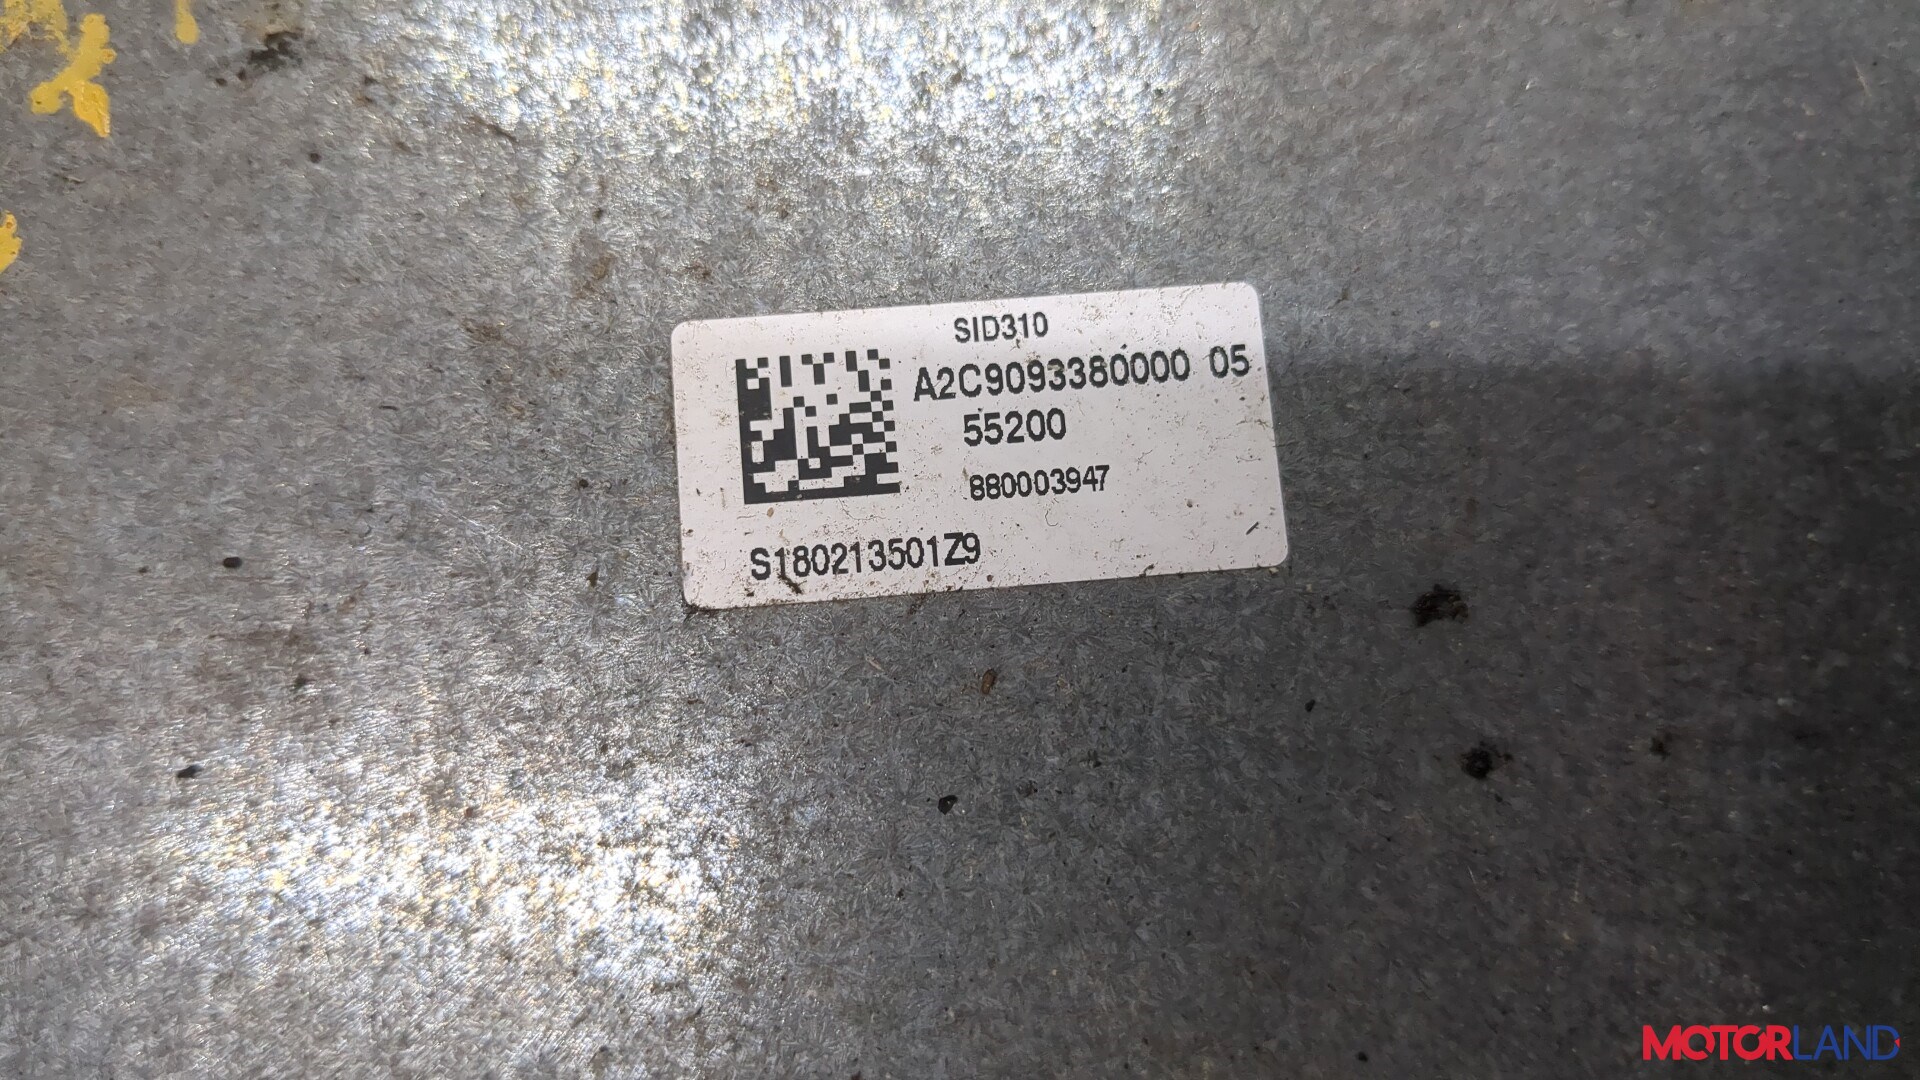 SID310
A2C9093380000 05
55200
880003947
S180213501Z9
MOTORLAND